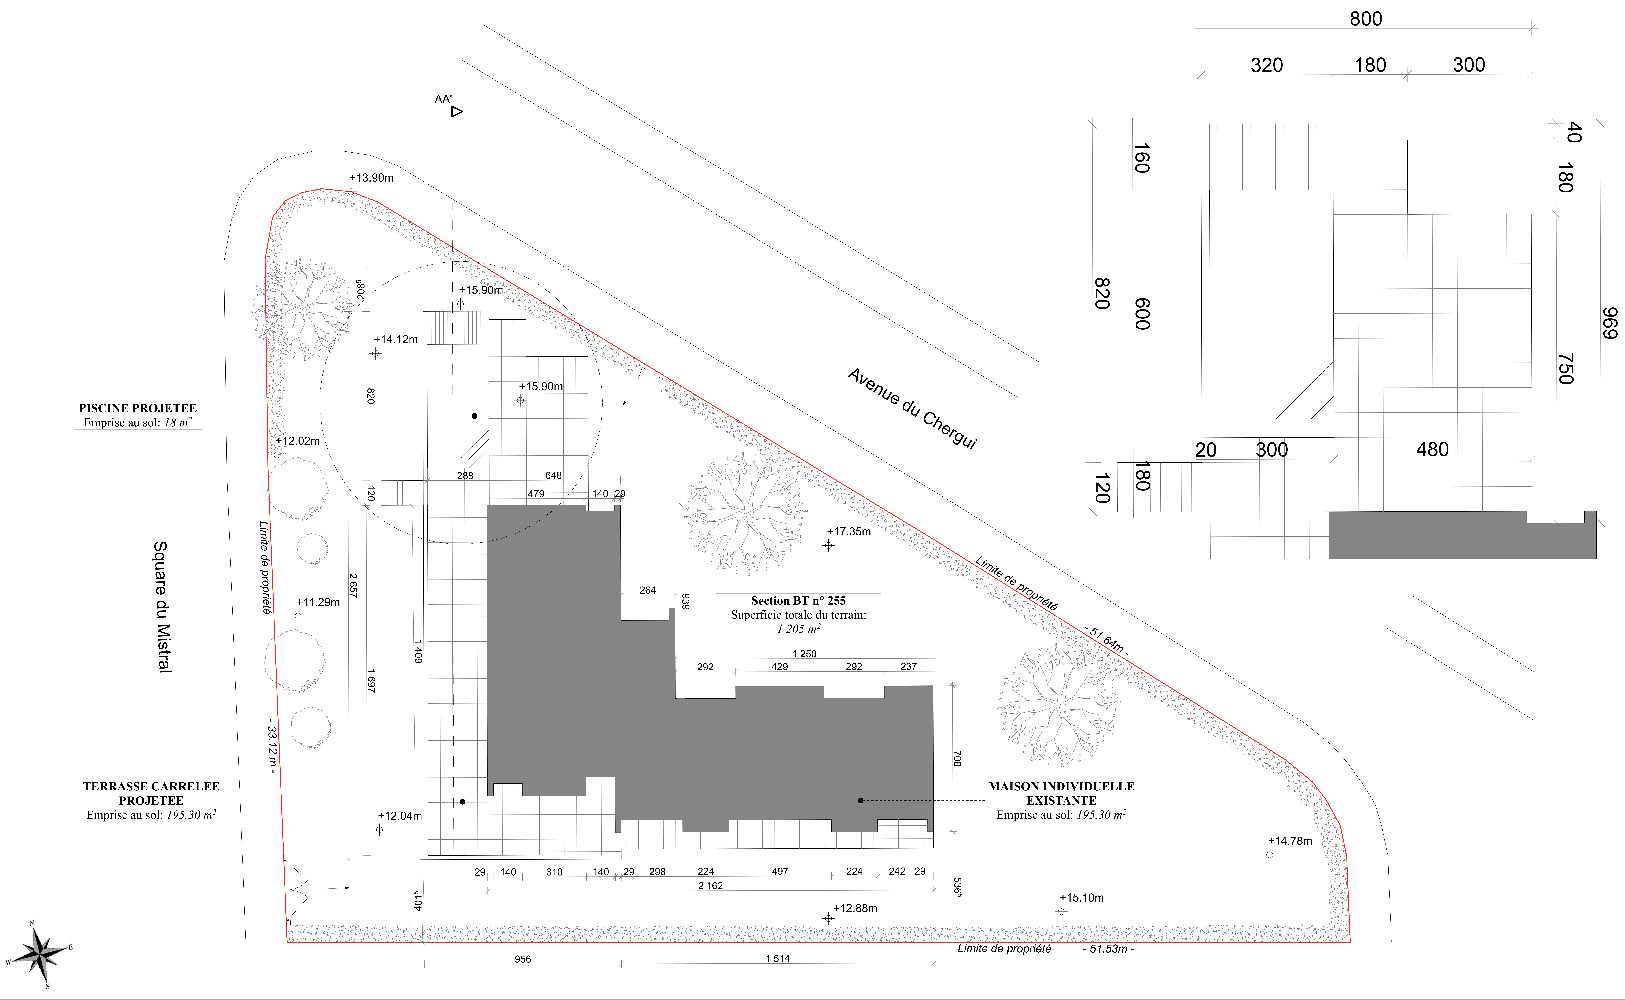 800
320 180 300
AA'
40
160
180
+13.90m
820
600
969
750
208⁵
+15.90m
+14.12m
+15.90m
820
Avenue du Chergui
PISCINE PROJETEE
Emprise au sol: 18 m²
+12.02m
20 300 480
120
180
288 648
120
479 140 29
+17.35m
Limite de propriété
Square du Mistral
Limite de propriété
2 657
264
939
+11.29m
Section BT n° 255
Superficie totale du terrain:
1 205 m²
- 51.64m -
1 409
1 697
1 250
292 429 292 237
- 33.12 m -
708
TERRASSE CARRELEE
PROJETEE
Emprise au sol: 195.30 m²
MAISON INDIVIDUELLE
EXISTANTE
Emprise au sol: 195.30 m²
+12.04m
+14.78m
29 140 310 140 29 298 224 497 224 242 29
2 162
401⁵
536⁵
+12.88m
+15.10m
Limite de propriété - 51.53m -
956 1 514
N
E
W
S